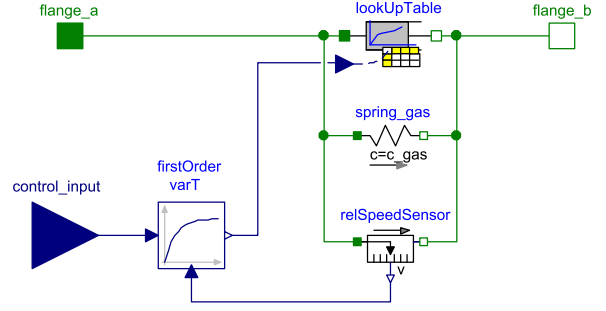 flange_a
lookUpTable
flange_b
spring_gas
c=c_gas
firstOrder
varT
control_input
relSpeedSensor
v